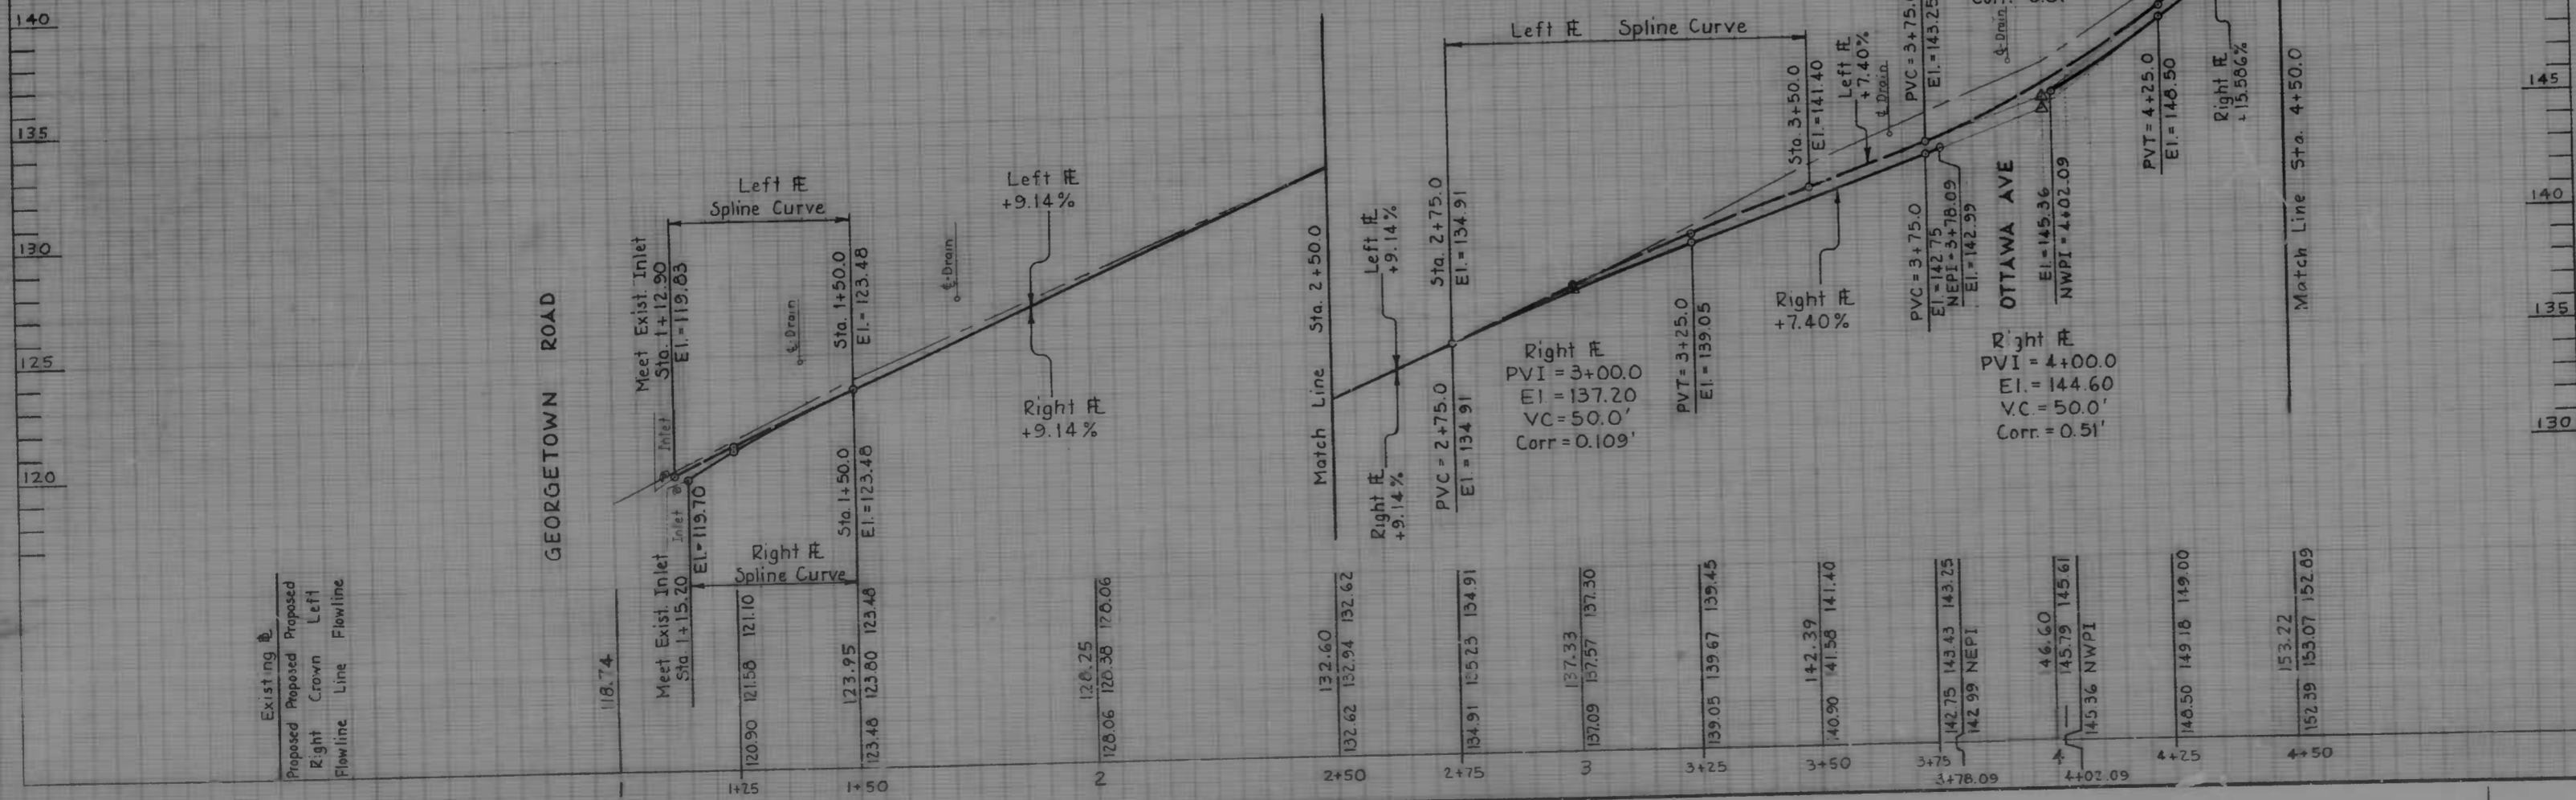 140
135
130
125
120
GEORGETOWN ROAD
Meet Exist. Inlet
Sta. 1+12.90
El. = 119.83
Left ꟼL
Spline Curve
Inlet
Inlet
Meet Exist. Inlet
Sta. 1+15.20
El. = 119.70
Right ꟼL
Spline Curve
Drain
Sta. 1+50.0
El. = 123.48
Sta. 1+50.0
El. = 123.48
Drain
Left ꟼL
+9.14%
Right ꟼL
+9.14%
Match Line Sta. 2+50.0
Left ꟼL
+9.14%
Right ꟼL
+9.14%
Left ꟼL Spline Curve
Sta. 2+75.0
El. = 134.91
PVC = 2+75.0
El = 134.91
Right ꟼL
PVI = 3+00.0
El. = 137.20
VC = 50.0'
Corr = 0.109'
PVT = 3+25.0
El. = 139.05
Sta. 3+50.0
El. = 141.40
Left ꟼL
+7.40%
Drain
Right ꟼL
+7.40%
PVC = 3+75.0
El. = 143.25
Drain
PVC = 3+75.0
El. = 142.75
NEPI = 3+78.09
El. = 142.99
OTTAWA AVE
El. = 145.36
NWPI = 4+02.09
Right ꟼL
PVI = 4+00.0
El. = 144.60
V.C. = 50.0'
Corr. = 0.51'
PVT = 4+25.0
El. = 148.50
Right ꟼL
+15.586%
Match Line Sta. 4+50.0
145
140
135
130
Existing
Proposed Proposed Proposed
Right Crown Left
Flowline Line Flowline
118.74
120.90 121.58 121.10
123.95
123.48 123.80 123.48
128.25
128.06 128.38 128.06
132.60
132.62 132.94 132.62
134.91 135.23 134.91
137.33
137.09 137.57 137.30
139.05 139.67 139.45
142.39
140.90 141.58 141.40
142.75 143.43 143.25
142.99 NEPI
146.60
145.79 145.61
145.36 NWPI
148.50 149.18 149.00
153.22
152.39 153.07 152.89
1
1+25
1+50
2
2+50
2+75
3
3+25
3+50
3+75
3+78.09
4
4+02.09
4+25
4+50